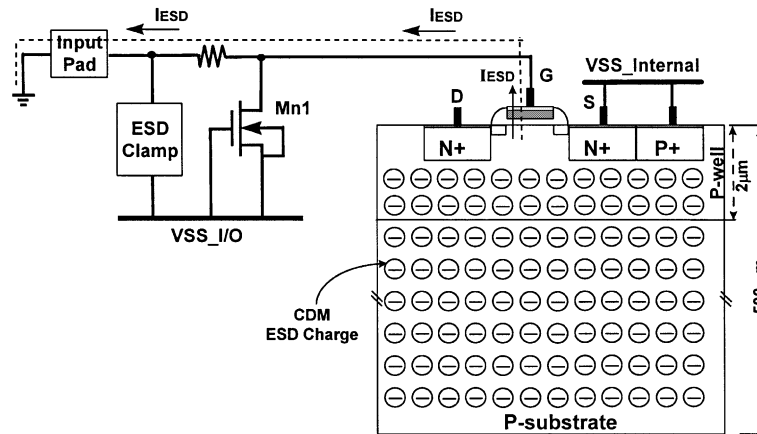 IESD
IESD
Input
Pad
IESD
G
VSS_Internal
Mn1
D
S
ESD
Clamp
N+
N+
P+
P-well
2μm
VSS_I/O
CDM
ESD Charge
P-substrate